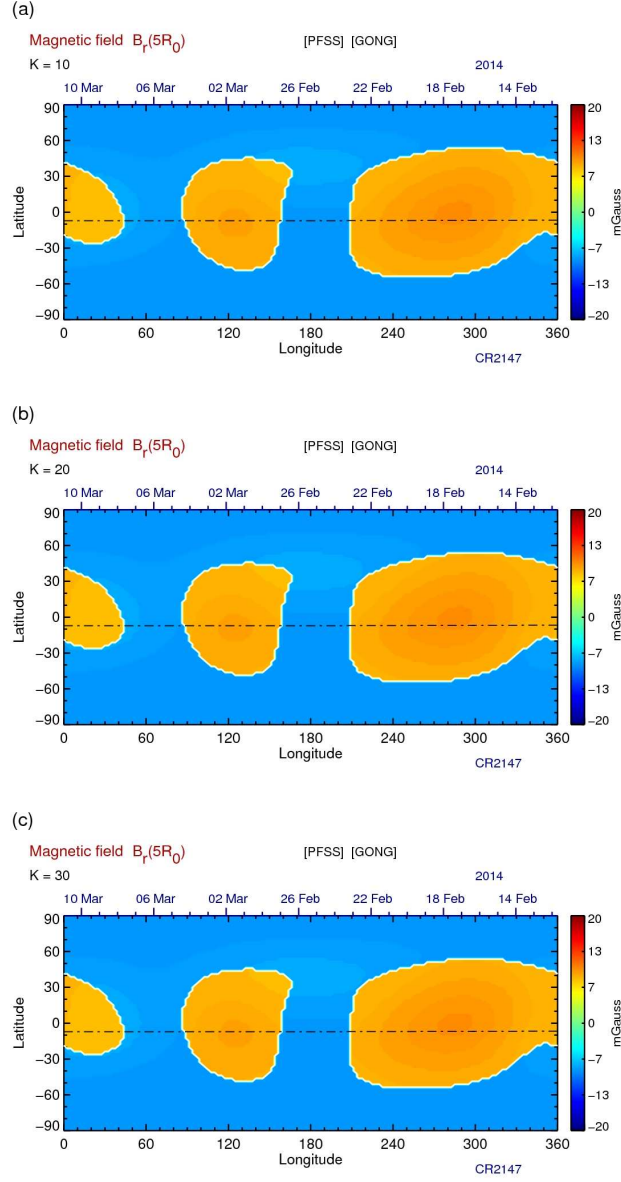 (a)
Magnetic field Br(5R0) [PFSS] [GONG]
K = 10 2014
10 Mar 06 Mar 02 Mar 26 Feb 22 Feb 18 Feb 14 Feb
90
60
30
0
−30
−60
−90
Latitude
20
13
7
0
−7
−13
−20
mGauss
0 60 120 180 240 300 360
Longitude
CR2147
(b)
Magnetic field Br(5R0) [PFSS] [GONG]
K = 20 2014
10 Mar 06 Mar 02 Mar 26 Feb 22 Feb 18 Feb 14 Feb
90
60
30
0
−30
−60
−90
Latitude
20
13
7
0
−7
−13
−20
mGauss
0 60 120 180 240 300 360
Longitude
CR2147
(c)
Magnetic field Br(5R0) [PFSS] [GONG]
K = 30 2014
10 Mar 06 Mar 02 Mar 26 Feb 22 Feb 18 Feb 14 Feb
90
60
30
0
−30
−60
−90
Latitude
20
13
7
0
−7
−13
−20
mGauss
0 60 120 180 240 300 360
Longitude
CR2147